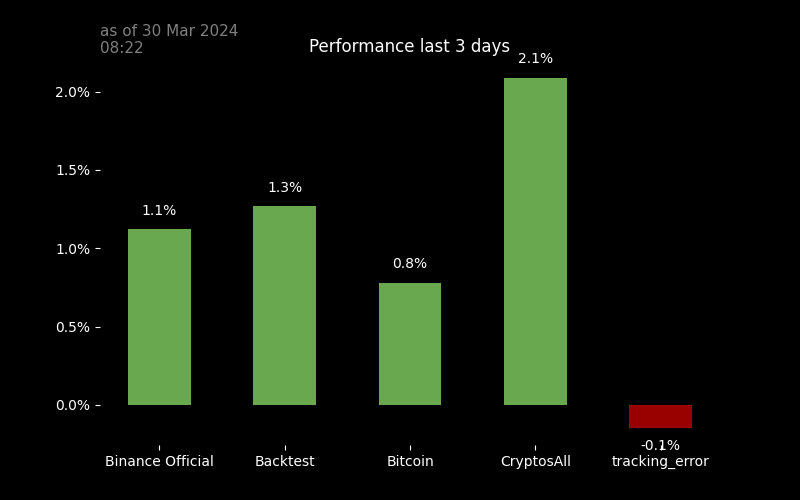 as of 30 Mar 2024
08:22
Performance last 3 days
2.1%
2.0%
1.5%
1.3%
1.1%
1.0%
0.8%
0.5%
0.0%
-0.1%
Binance Official
Backtest
Bitcoin
CryptosAll
tracking_error